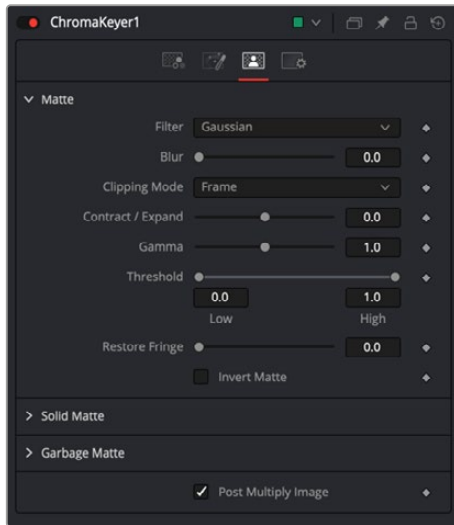 ChromaKeyer1
Matte
Filter Gaussian
Blur 0.0
Clipping Mode Frame
Contract / Expand 0.0
Gamma 1.0
Threshold
0.0 1.0
Low High
Restore Fringe 0.0
Invert Matte
Solid Matte
Garbage Matte
Post Multiply Image